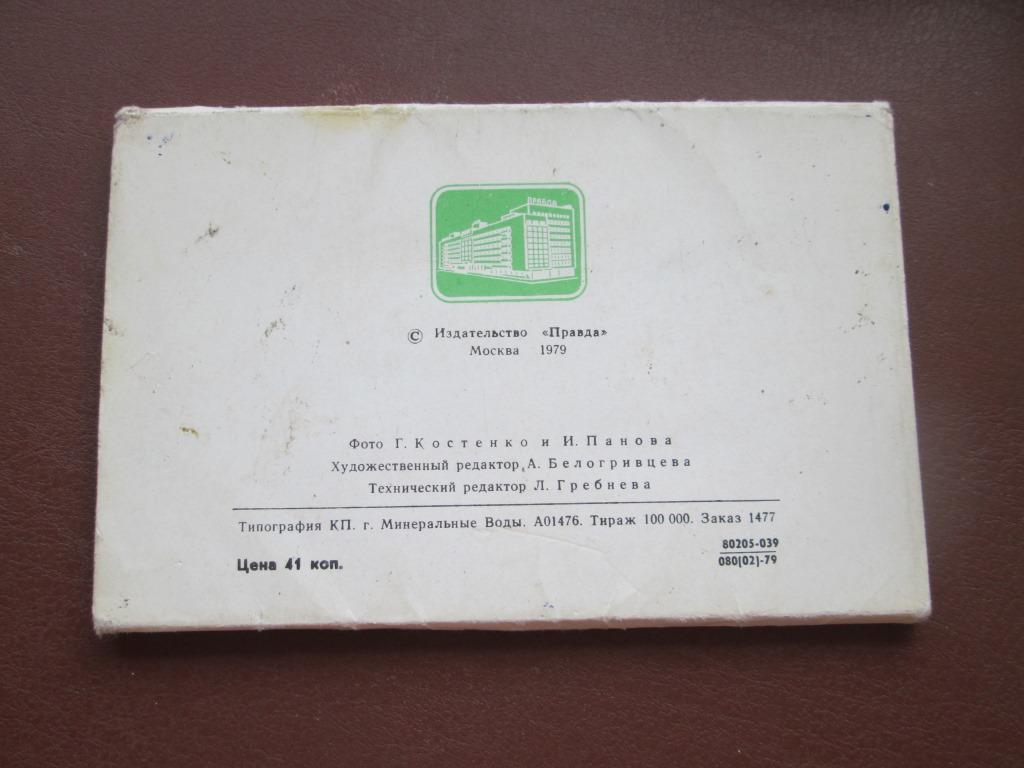 ПРАВДА
© Издательство «Правда»
Москва 1979
Фото Г. Костенко и И. Панова
Художественный редактор А. Белогривцева
Технический редактор Л. Гребнева
Типография КП. г. Минеральные Воды. А01476. Тираж 100 000. Заказ 1477
Цена 41 коп.
80205-039
080(02)-79